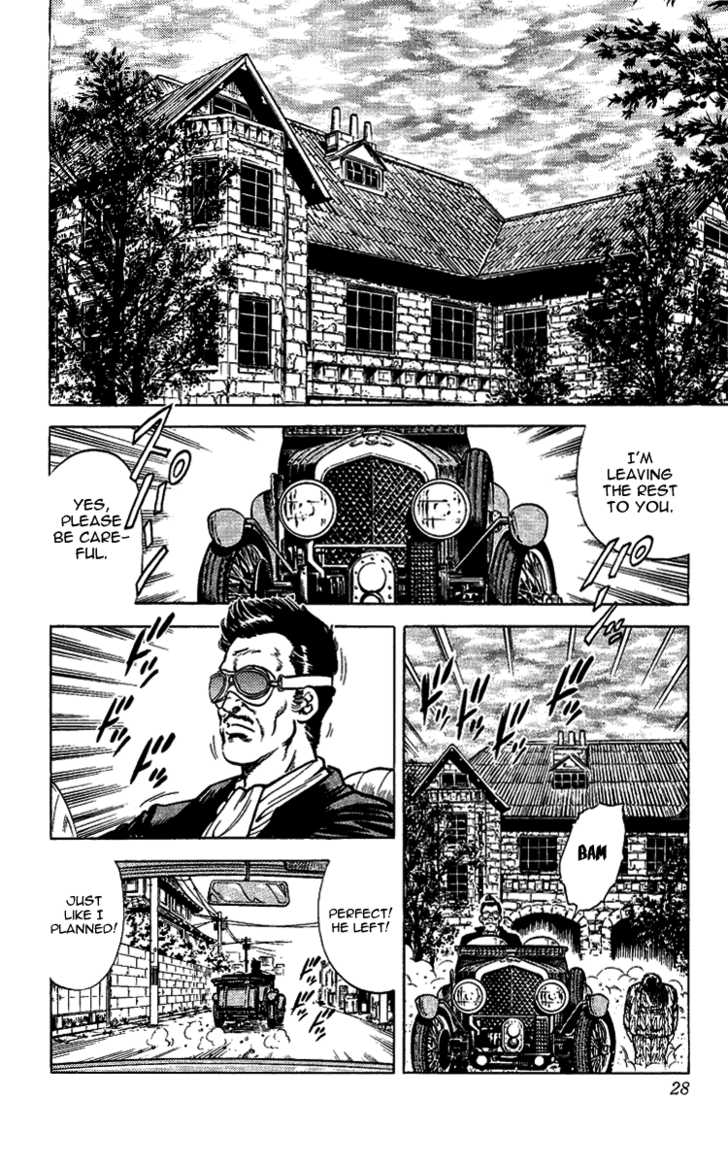 I'M
LEAVING
THE REST
TO YOU.
YES,
PLEASE
BE CARE-
FUL.
BAM
PERFECT!
HE LEFT!
JUST
LIKE I
PLANNED!
28